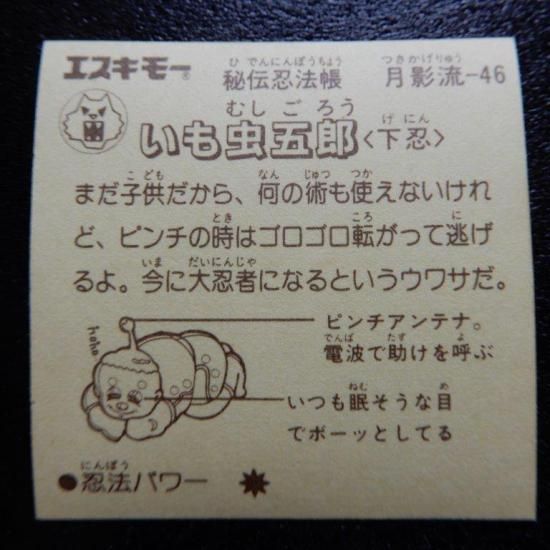 エスキモー® 秘伝忍法帳 月影流-46
いも虫五郎〈下忍〉
まだ子供だから、何の術も使えないけれ
ど、ピンチの時はゴロゴロ転がって逃げ
るよ。今に大忍者になるというウワサだ。
hoho
ピンチアンテナ。
電波で助けを呼ぶ
いつも眠そうな目
でボーッとしてる
●忍法パワー